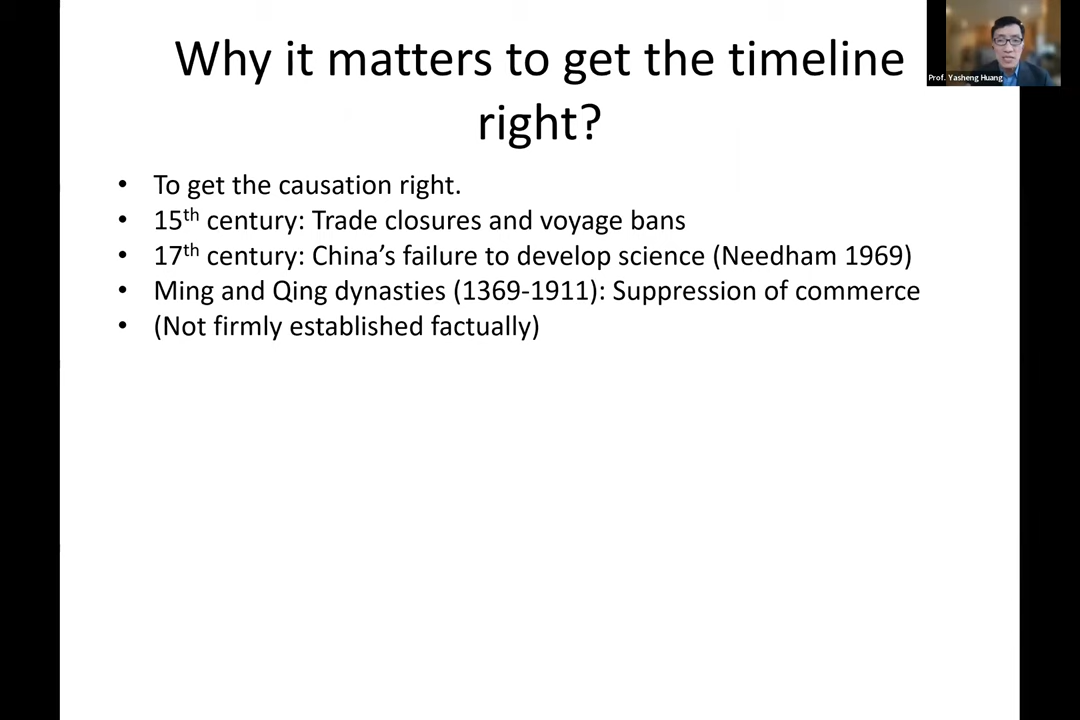 Why it matters to get the timeline
right?
Prof. Yasheng Huang
• To get the causation right.
• 15th century: Trade closures and voyage bans
• 17th century: China’s failure to develop science (Needham 1969)
• Ming and Qing dynasties (1369-1911): Suppression of commerce
• (Not firmly established factually)